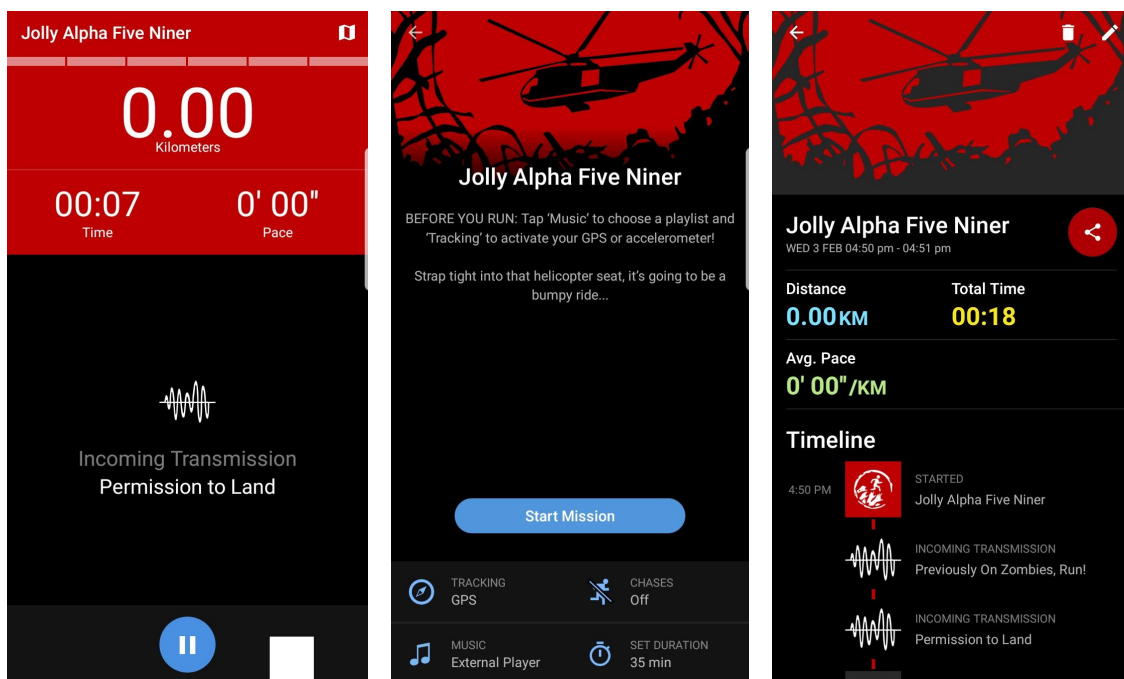 Jolly Alpha Five Niner
0.00
Kilometers
00:07
Time
0' 00"
Pace
Incoming Transmission
Permission to Land
Jolly Alpha Five Niner
BEFORE YOU RUN: Tap ‘Music’ to choose a playlist and
‘Tracking’ to activate your GPS or accelerometer!
Strap tight into that helicopter seat, it’s going to be a
bumpy ride...
Start Mission
TRACKING
GPS
CHASES
Off
MUSIC
External Player
SET DURATION
35 min
Jolly Alpha Five Niner
WED 3 FEB 04:50 pm - 04:51 pm
Distance
0.00KM
Total Time
00:18
Avg. Pace
0' 00"/KM
Timeline
4:50 PM
STARTED
Jolly Alpha Five Niner
INCOMING TRANSMISSION
Previously On Zombies, Run!
INCOMING TRANSMISSION
Permission to Land